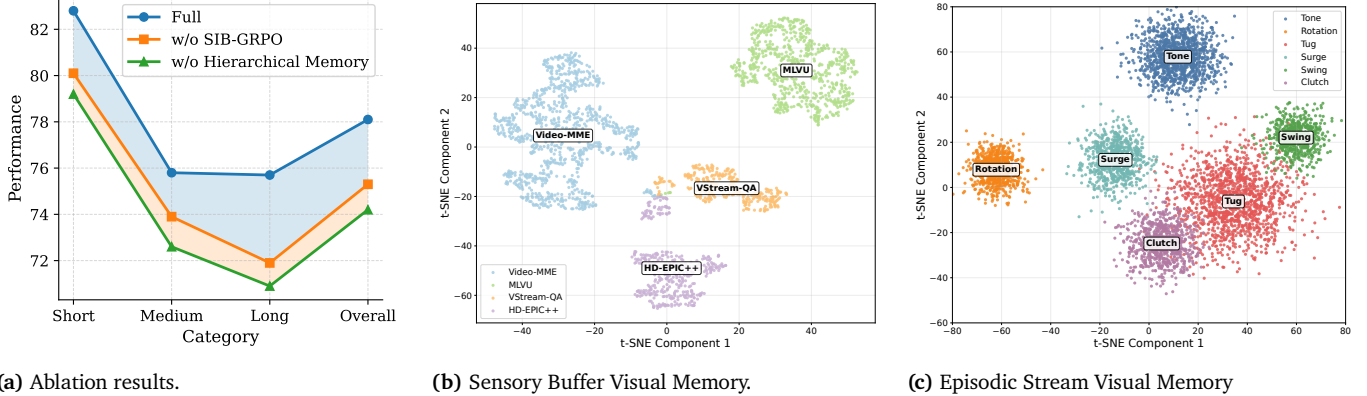 82
80
78
76
74
72
Performance
Short
Medium
Long
Overall
Category
Full
w/o SIB-GRPO
w/o Hierarchical Memory
40
20
0
−20
−40
−60
t-SNE Component 2
−40
−20
0
20
40
t-SNE Component 1
Video-MME
MLVU
VStream-QA
HD-EPIC++
Video-MME
MLVU
VStream-QA
HD-EPIC++
80
60
40
20
0
−20
−40
−60
t-SNE Component 2
−80
−60
−40
−20
0
20
40
60
80
t-SNE Component 1
Tone
Rotation
Surge
Swing
Tug
Clutch
Tone
Rotation
Tug
Surge
Swing
Clutch
(a) Ablation results.
(b) Sensory Buffer Visual Memory.
(c) Episodic Stream Visual Memory